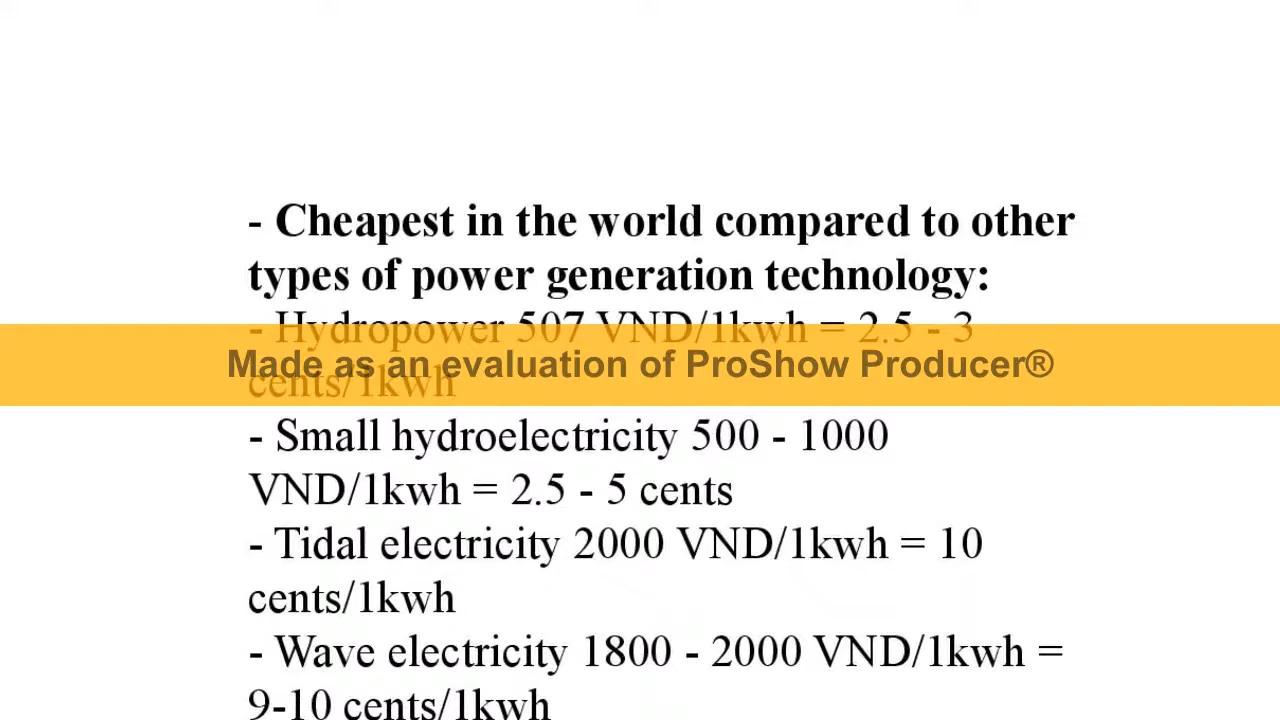 - Cheapest in the world compared to other
types of power generation technology:
- Hydropower 507 VND/1kwh = 2.5 - 3
Made as an evaluation of ProShow Producer®
cents/1kwh
- Small hydroelectricity 500 - 1000
VND/1kwh = 2.5 - 5 cents
- Tidal electricity 2000 VND/1kwh = 10
cents/1kwh
- Wave electricity 1800 - 2000 VND/1kwh =
9-10 cents/1kwh